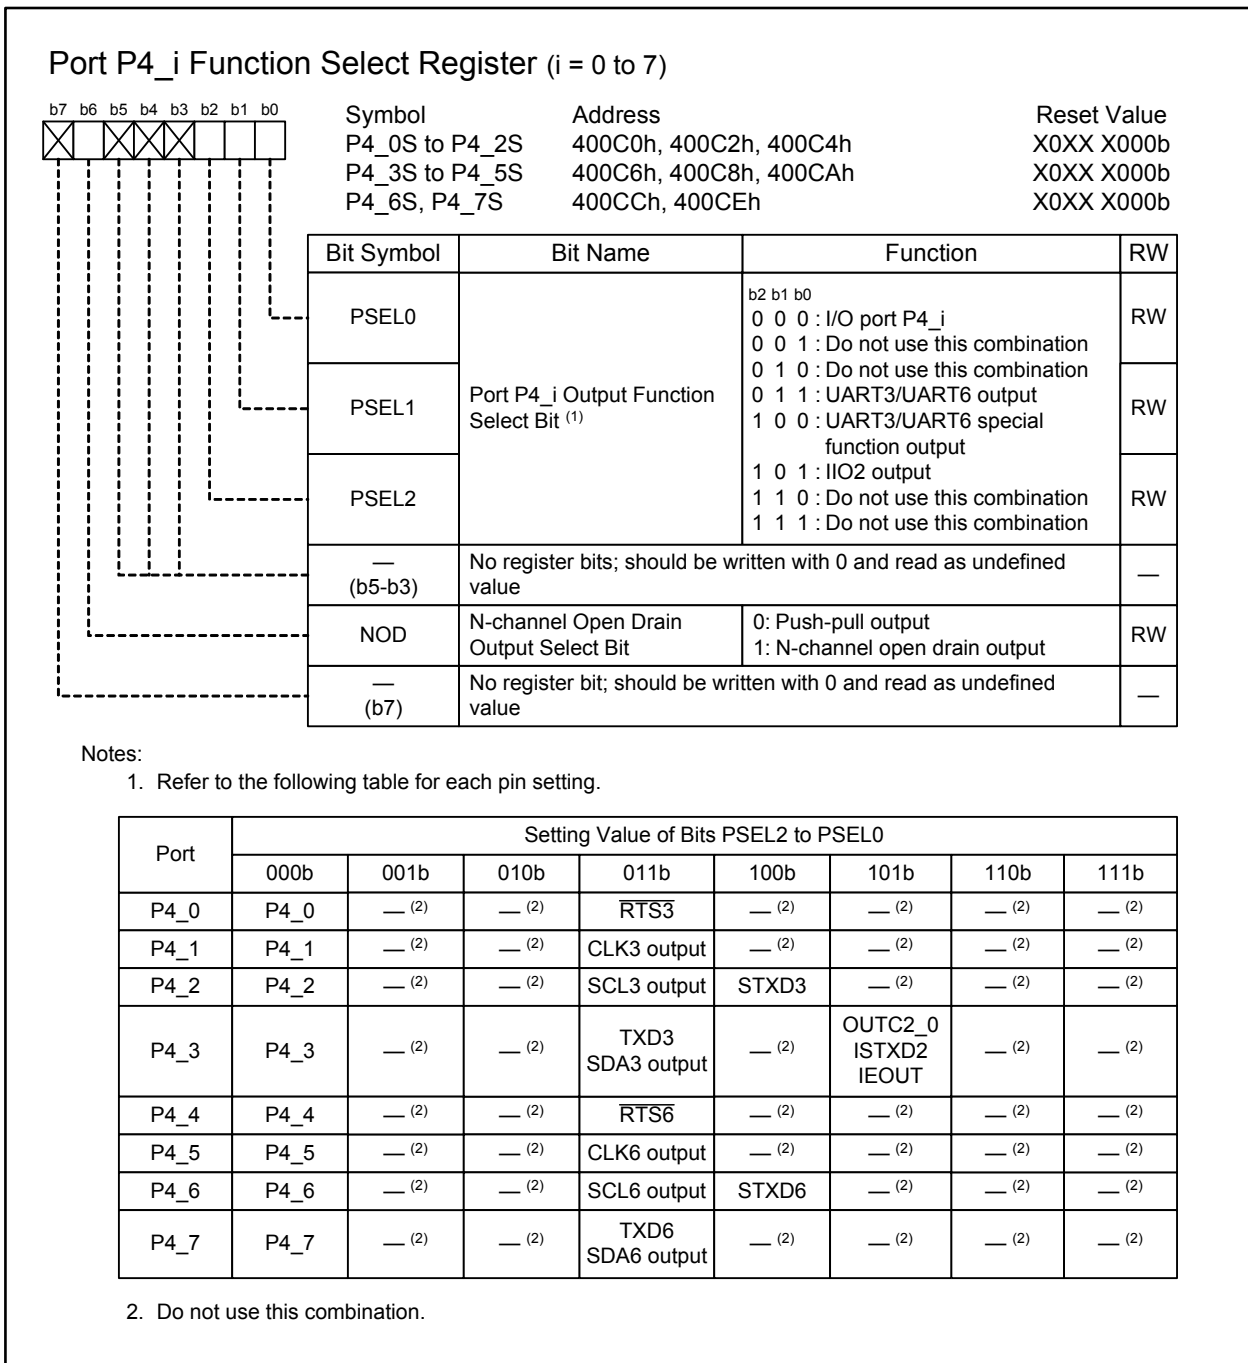 Port P4_i Function Select Register (i = 0 to 7)
b7 b6 b5 b4 b3 b2 b1 b0
Symbol Address Reset Value
P4_0S to P4_2S 400C0h, 400C2h, 400C4h X0XX X000b
P4_3S to P4_5S 400C6h, 400C8h, 400CAh X0XX X000b
P4_6S, P4_7S 400CCh, 400CEh X0XX X000b
Bit Symbol Bit Name Function RW
PSEL0 RW
PSEL1 RW
PSEL2 RW
Port P4_i Output Function
Select Bit (1)
b2 b1 b0
0 0 0 : I/O port P4_i
0 0 1 : Do not use this combination
0 1 0 : Do not use this combination
0 1 1 : UART3/UART6 output
1 0 0 : UART3/UART6 special
function output
1 0 1 : IIO2 output
1 1 0 : Do not use this combination
1 1 1 : Do not use this combination
—
(b5-b3)
No register bits; should be written with 0 and read as undefined
value
—
NOD
N-channel Open Drain
Output Select Bit
0: Push-pull output
1: N-channel open drain output
RW
—
(b7)
No register bit; should be written with 0 and read as undefined
value
—
Notes:
1. Refer to the following table for each pin setting.
Port Setting Value of Bits PSEL2 to PSEL0
000b 001b 010b 011b 100b 101b 110b 111b
P4_0 P4_0 — (2) — (2) RTS3 — (2) — (2) — (2) — (2)
P4_1 P4_1 — (2) — (2) CLK3 output — (2) — (2) — (2) — (2)
P4_2 P4_2 — (2) — (2) SCL3 output STXD3 — (2) — (2) — (2)
P4_3 P4_3 — (2) — (2) TXD3
SDA3 output — (2) OUTC2_0
ISTXD2
IEOUT — (2) — (2)
P4_4 P4_4 — (2) — (2) RTS6 — (2) — (2) — (2) — (2)
P4_5 P4_5 — (2) — (2) CLK6 output — (2) — (2) — (2) — (2)
P4_6 P4_6 — (2) — (2) SCL6 output STXD6 — (2) — (2) — (2)
P4_7 P4_7 — (2) — (2) TXD6
SDA6 output — (2) — (2) — (2) — (2)
2. Do not use this combination.